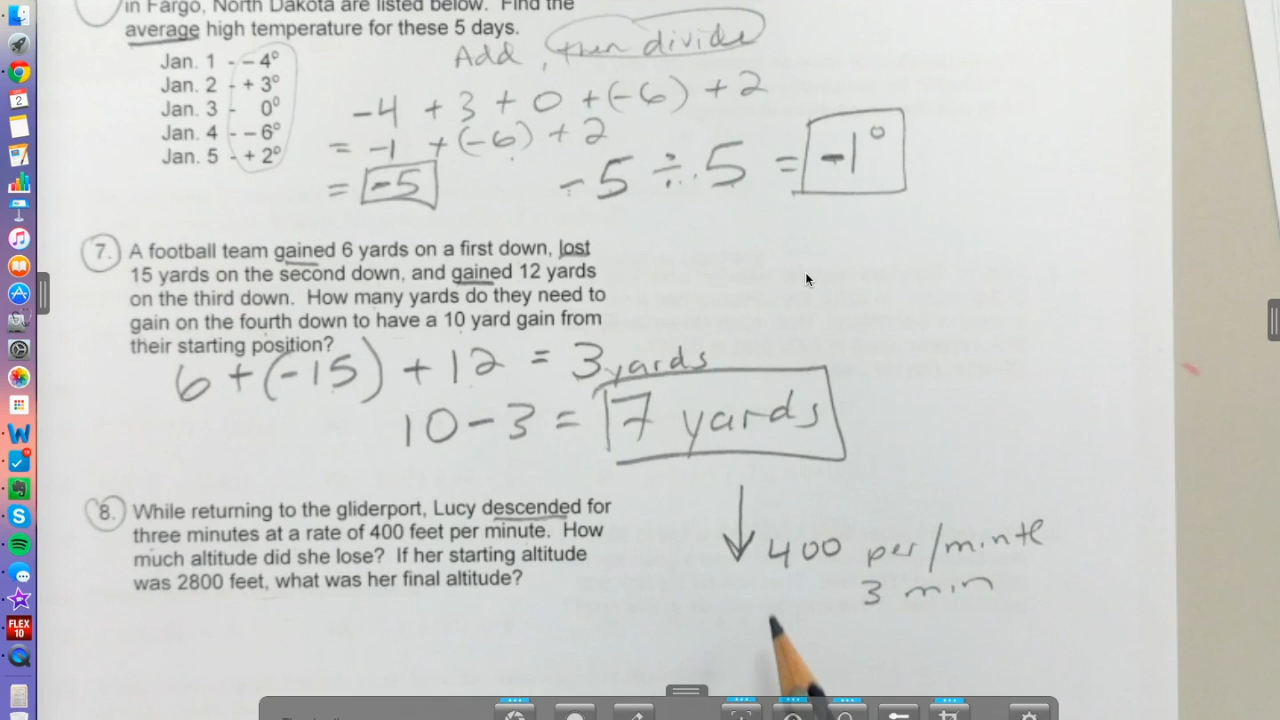 in Fargo, North Dakota are listed below. Find the
average high temperature for these 5 days.
Add, then divide
Jan. 1 - - 4°
Jan. 2 - + 3°
Jan. 3 - 0°
Jan. 4 - - 6°
Jan. 5 - + 2°
-4 + 3 + 0 + (-6) + 2
= -1 + (-6) + 2
= -5
-5 ÷ 5 = -1°
7. A football team gained 6 yards on a first down, lost
15 yards on the second down, and gained 12 yards
on the third down. How many yards do they need to
gain on the fourth down to have a 10 yard gain from
their starting position?
6 + (-15) + 12 = 3 yards
10 - 3 = 7 yards
8. While returning to the gliderport, Lucy descended for
three minutes at a rate of 400 feet per minute. How
much altitude did she lose? If her starting altitude
was 2800 feet, what was her final altitude?
↓ 400 per/minte
3 min
2
W
S
FLEX
10